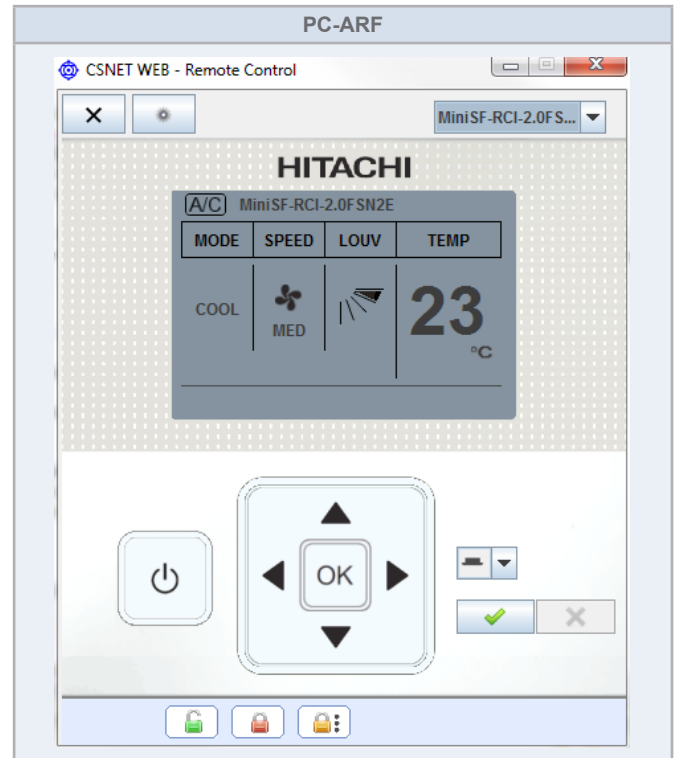 PC-ARF
CSNET WEB - Remote Control
MiniSF-RCI-2.0FS...
HITACHI
A/C MiniSF-RCI-2.0FSN2E
MODE SPEED LOUV TEMP
COOL MED 23 °C
OK